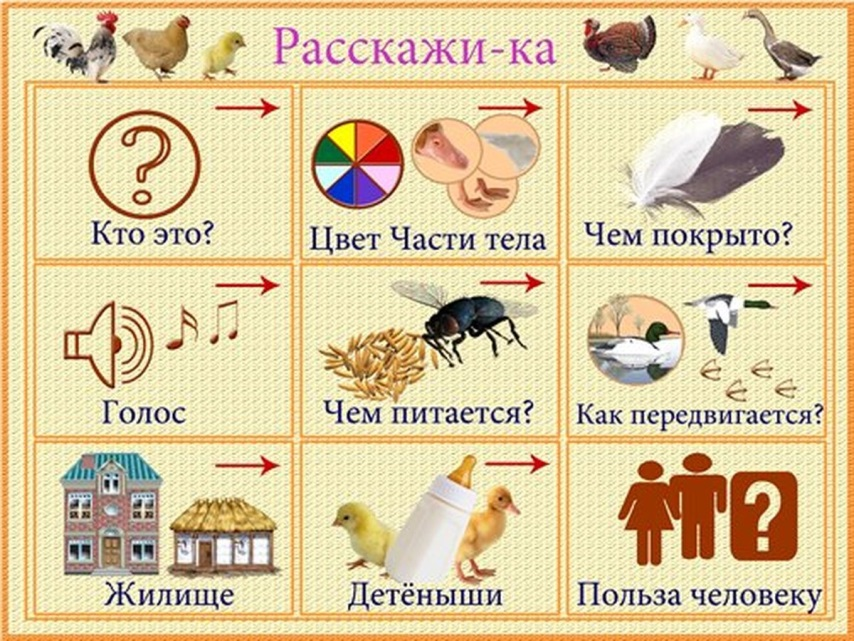 Расскажи-ка
Кто это?
Цвет Части тела
Чем покрыто?
Голос
Чем питается?
Как передвигается?
Жилище
Детёныши
Польза человеку